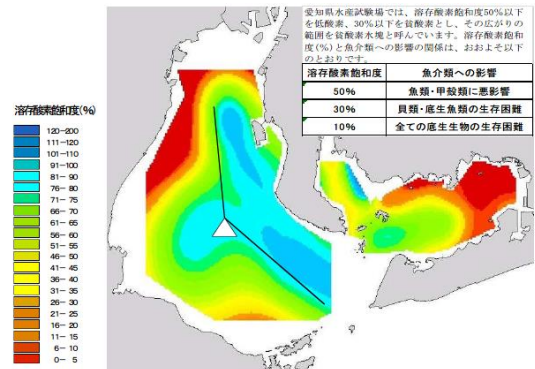 愛知県水産試験場では、溶存酸素飽和度50%以下
を低酸素、30%以下を貧酸素とし、その広がりの
範囲を貧酸素水塊と呼んでいます。溶存酸素飽和
度(%)と魚介類への影響の関係は、おおよそ以下
のとおりです。
溶存酸素飽和度 魚介類への影響
50% 魚類・甲殻類に悪影響
30% 貝類・底生魚類の生存困難
10% 全ての底生生物の生存困難
溶存酸素飽和度(%)
120-200
111-120
101-110
91-100
81-90
76-80
71-75
66-70
61-65
56-60
51-55
46-50
41-45
36-40
31-35
26-30
21-25
16-20
11-15
6-10
0-5